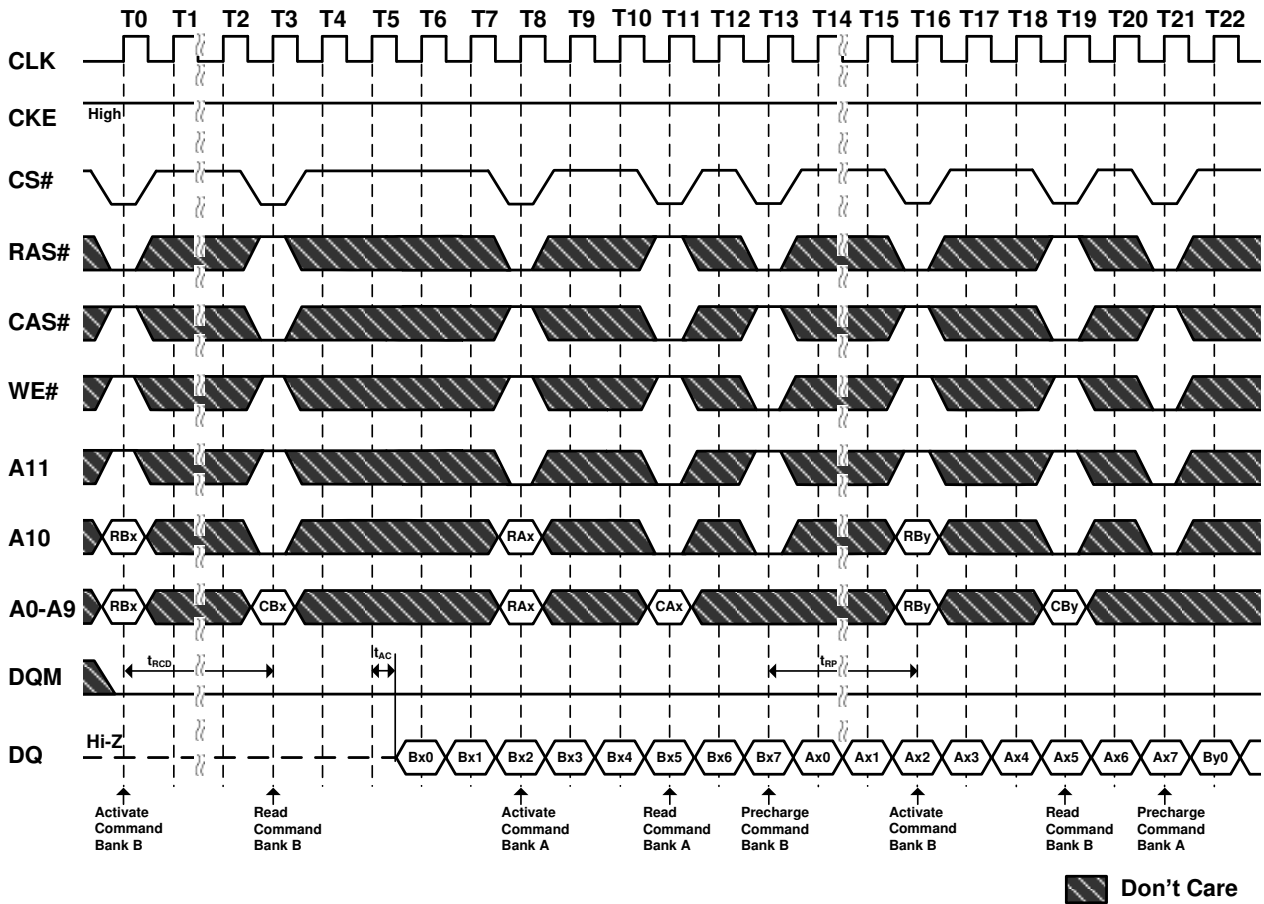 T0 T1 T2 T3 T4 T5 T6 T7 T8 T9 T10 T11 T12 T13 T14 T15 T16 T17 T18 T19 T20 T21 T22
CLK
CKE High
CS#
RAS#
CAS#
WE#
A11
A10 RBx RAx RBy
A0-A9 RBx CBx RAx CAx RBy CBy
DQM tRCD tAC tRP
DQ Hi-Z Bx0 Bx1 Bx2 Bx3 Bx4 Bx5 Bx6 Bx7 Ax0 Ax1 Ax2 Ax3 Ax4 Ax5 Ax6 Ax7 By0
Activate Read Activate Read Precharge Activate Read Precharge
Command Command Command Command Command Command Command Command
Bank B Bank B Bank A Bank A Bank B Bank B Bank B Bank A
Don't Care